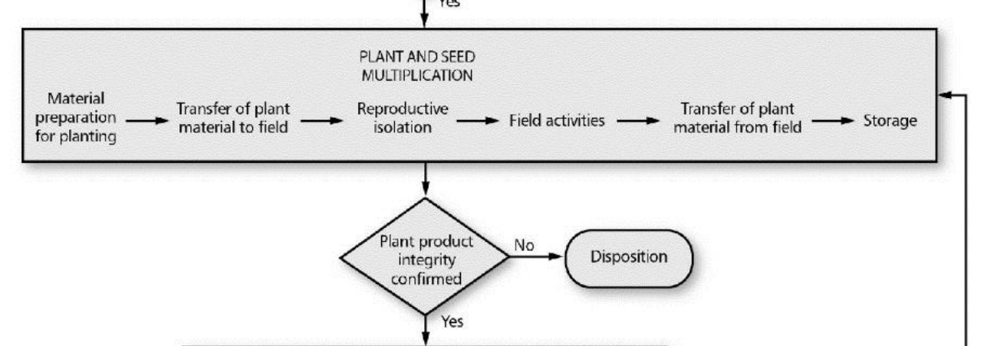 Yes
PLANT AND SEED
MULTIPLICATION
Material
preparation
for planting
Transfer of plant
material to field
Reproductive
isolation
Field activities
Transfer of plant
material from field
Storage
Plant product
integrity
confirmed
No
Disposition
Yes